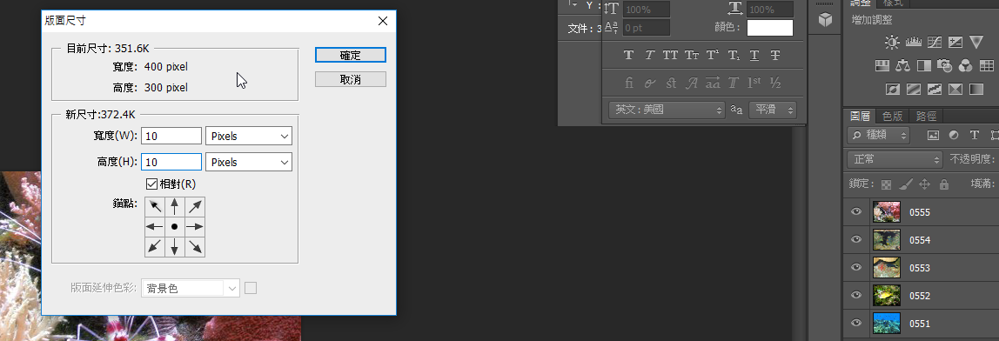 版面尺寸
目前尺寸: 351.6K
寬度: 400 pixel
高度: 300 pixel
確定
取消
新尺寸:372.4K
寬度(W): 10 Pixels
高度(H): 10 Pixels
相對(R)
錨點:
版面延伸色彩: 背景色
Y :
文件: 3
100% 100%
0 pt 顏色:
T T TT Tт T¹ T₁ T T
fi st A aa T 1st ½
英文: 美國 aa 平滑
調整 樣式
增加調整
圖層 色版 路徑
種類
正常 不透明度:
鎖定: 填滿:
0555
0554
0553
0552
0551